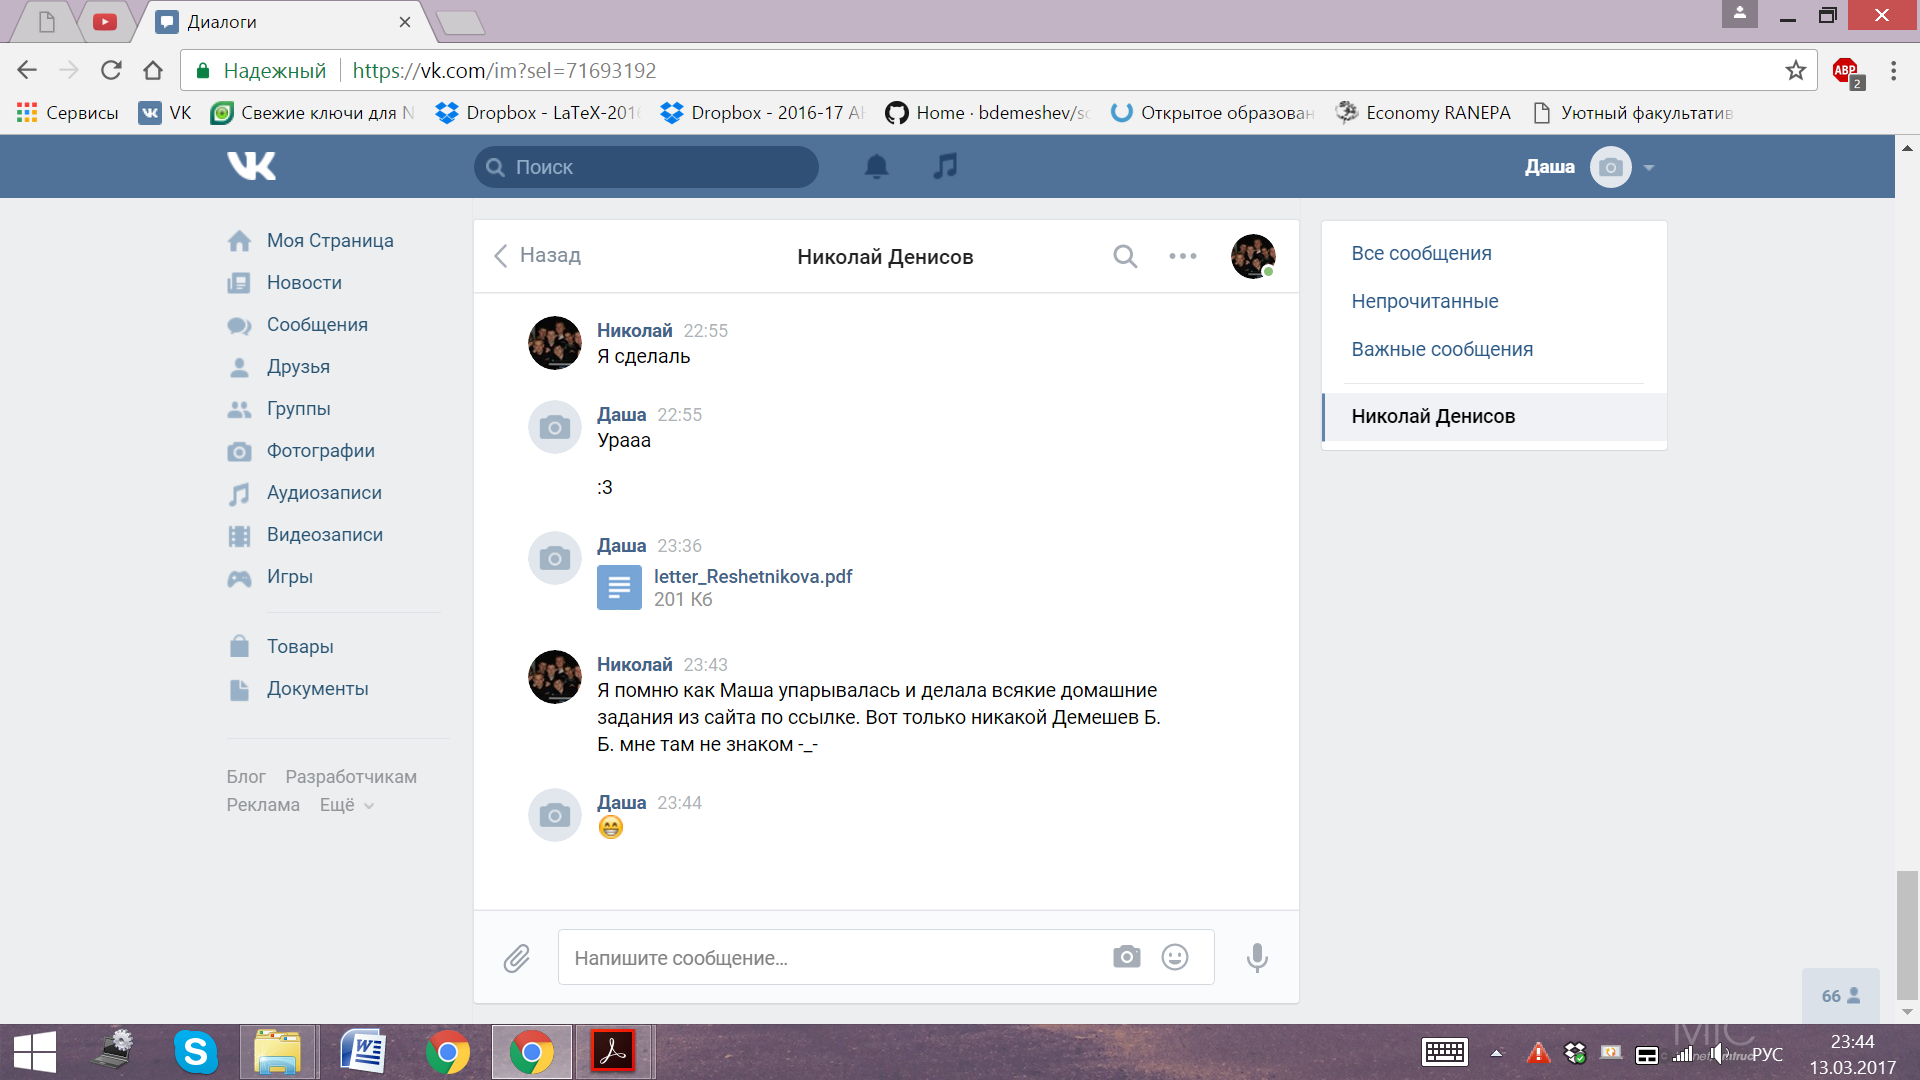 Диалоги
Надежный
https://vk.com/im?sel=71693192
ABP
2
Сервисы
VK
Свежие ключи для N
Dropbox - LaTeX-201
Dropbox - 2016-17 Ak
Home · bdemeshev/sc
Открытое образован
Economy RANEPA
Уютный факультатив
Поиск
Даша
Моя Страница
Новости
Сообщения
Друзья
Группы
Фотографии
Аудиозаписи
Видеозаписи
Игры
Товары
Документы
Блог Разработчикам
Реклама Ещё
Назад
Николай Денисов
Николай 22:55
Я сделаль
Даша 22:55
Урааа
:3
Даша 23:36
letter_Reshetnikova.pdf
201 Кб
Николай 23:43
Я помню как Маша упарывалась и делала всякие домашние
задания из сайта по ссылке. Вот только никакой Демешев Б.
Б. мне там не знаком -_-
Даша 23:44
Напишите сообщение...
Все сообщения
Непрочитанные
Важные сообщения
Николай Денисов
66
РУС
23:44
13.03.2017